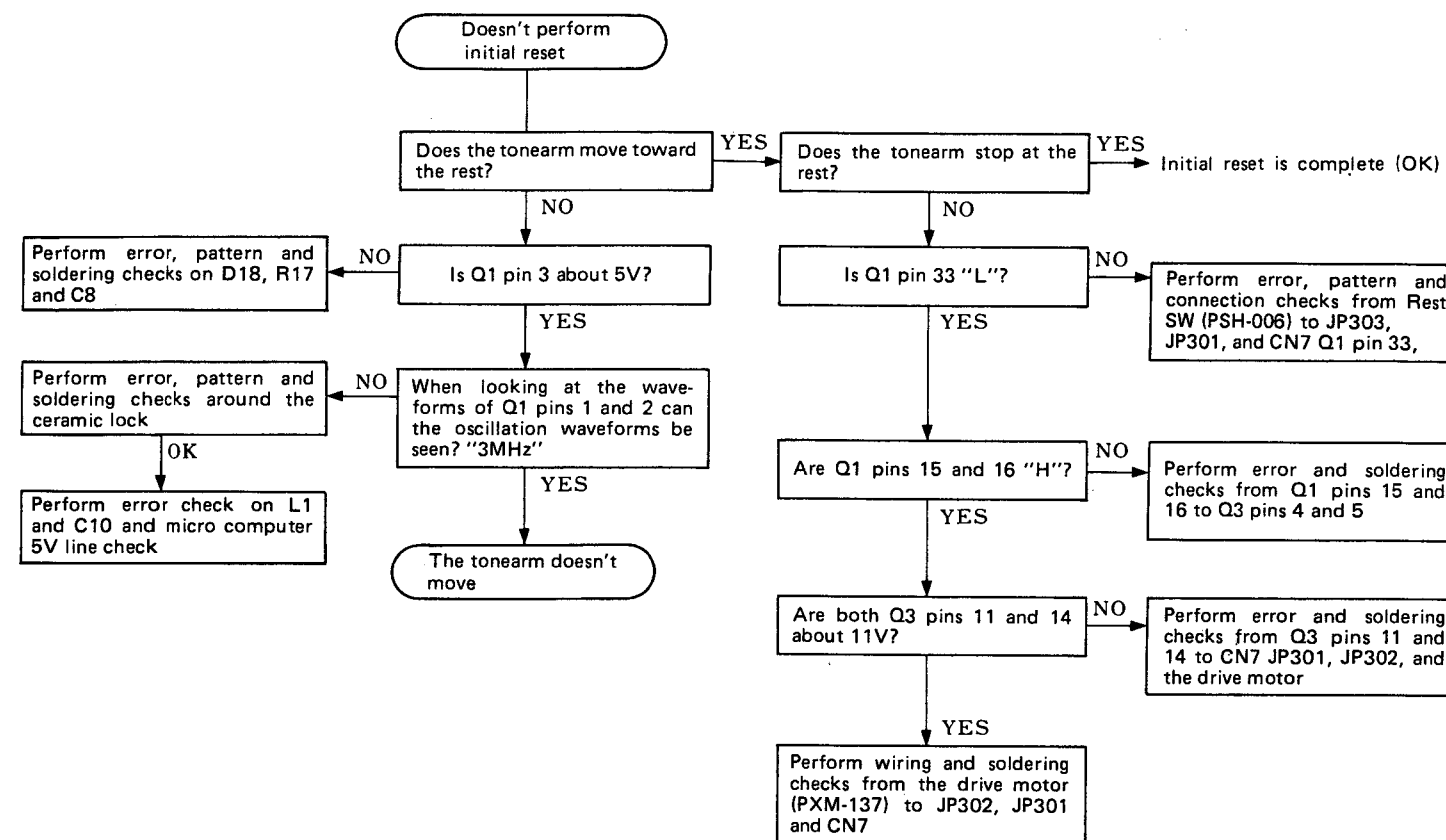 Doesn't perform
initial reset
Does the tonearm move toward
the rest?
YES
Does the tonearm stop at the
rest?
YES
Initial reset is complete (OK)
NO
NO
Perform error, pattern and
soldering checks on D18, R17
and C8
NO
Is Q1 pin 3 about 5V?
Is Q1 pin 33 "L"?
NO
Perform error, pattern and
connection checks from Rest
SW (PSH-006) to JP303,
JP301, and CN7 Q1 pin 33,
YES
YES
Perform error, pattern and
soldering checks around the
ceramic lock
NO
When looking at the wave-
forms of Q1 pins 1 and 2 can
the oscillation waveforms be
seen? "3MHz"
OK
Perform error check on L1
and C10 and micro computer
5V line check
YES
The tonearm doesn't
move
Are Q1 pins 15 and 16 "H"?
NO
Perform error and soldering
checks from Q1 pins 15 and
16 to Q3 pins 4 and 5
YES
Are both Q3 pins 11 and 14
about 11V?
NO
Perform error and soldering
checks from Q3 pins 11 and
14 to CN7 JP301, JP302, and
the drive motor
YES
Perform wiring and soldering
checks from the drive motor
(PXM-137) to JP302, JP301
and CN7